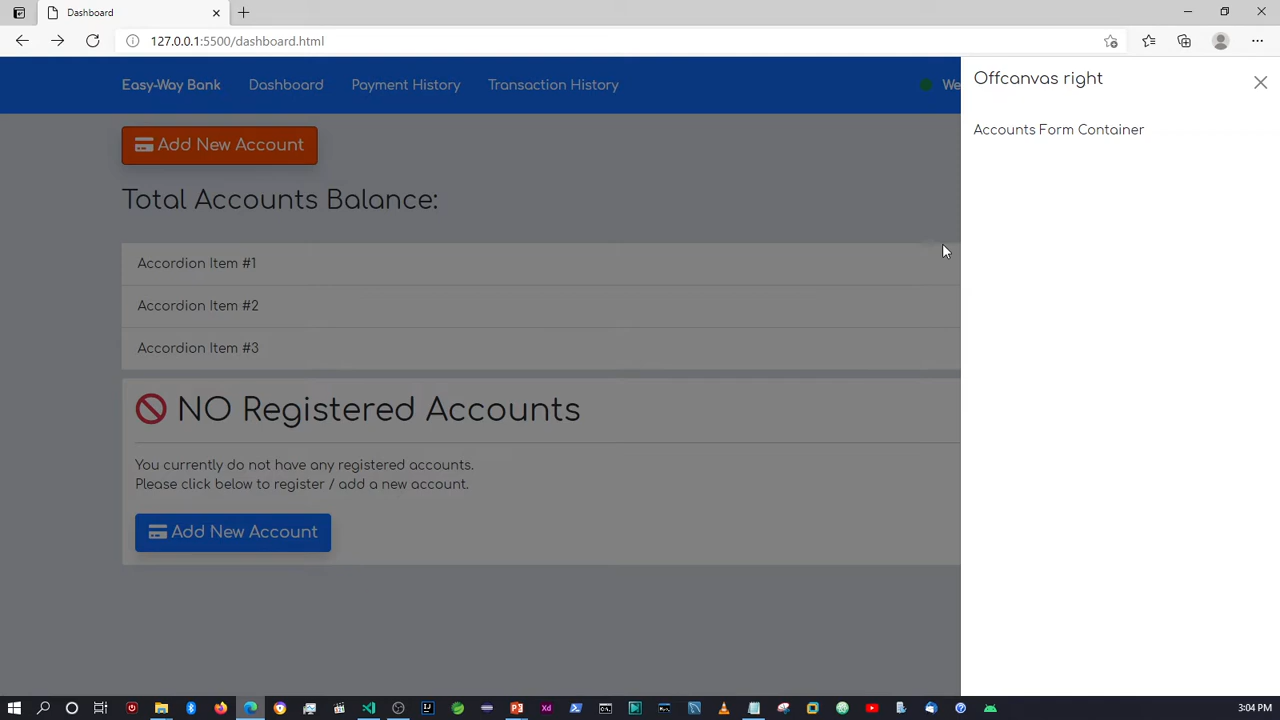 Dashboard
127.0.0.1:5500/dashboard.html
Easy-Way Bank
Dashboard
Payment History
Transaction History
We
Offcanvas right
Accounts Form Container
Add New Account
Total Accounts Balance:
Accordion Item #1
Accordion Item #2
Accordion Item #3
NO Registered Accounts
You currently do not have any registered accounts.
Please click below to register / add a new account.
Add New Account
3:04 PM